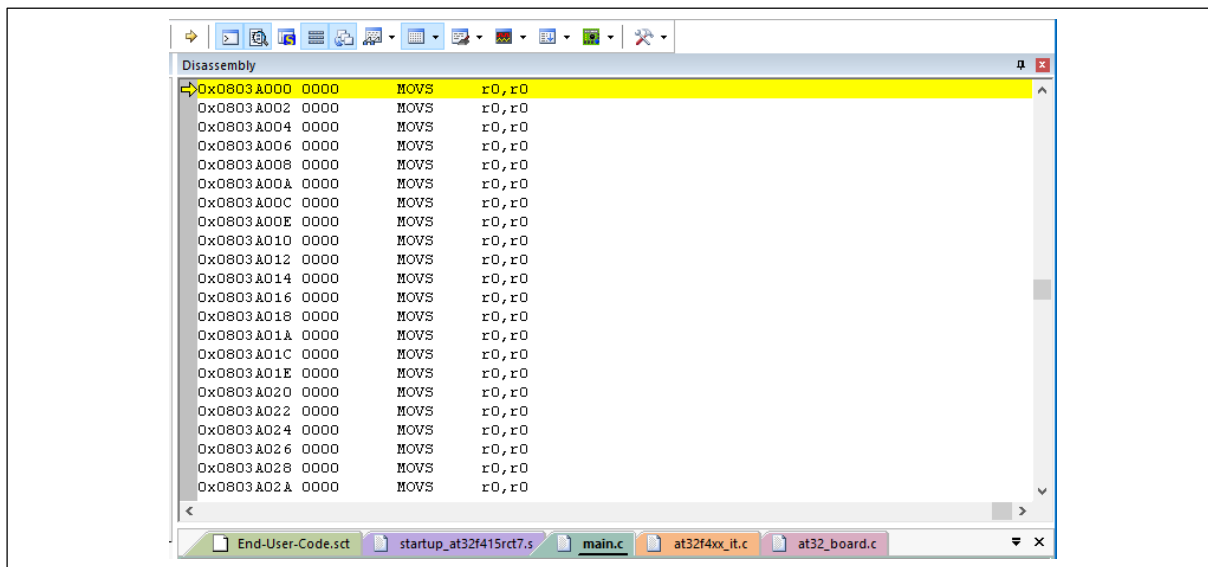 Disassembly
0x0803A000 0000 MOVS r0,r0
0x0803A002 0000 MOVS r0,r0
0x0803A004 0000 MOVS r0,r0
0x0803A006 0000 MOVS r0,r0
0x0803A008 0000 MOVS r0,r0
0x0803A00A 0000 MOVS r0,r0
0x0803A00C 0000 MOVS r0,r0
0x0803A00E 0000 MOVS r0,r0
0x0803A010 0000 MOVS r0,r0
0x0803A012 0000 MOVS r0,r0
0x0803A014 0000 MOVS r0,r0
0x0803A016 0000 MOVS r0,r0
0x0803A018 0000 MOVS r0,r0
0x0803A01A 0000 MOVS r0,r0
0x0803A01C 0000 MOVS r0,r0
0x0803A01E 0000 MOVS r0,r0
0x0803A020 0000 MOVS r0,r0
0x0803A022 0000 MOVS r0,r0
0x0803A024 0000 MOVS r0,r0
0x0803A026 0000 MOVS r0,r0
0x0803A028 0000 MOVS r0,r0
0x0803A02A 0000 MOVS r0,r0
End-User-Code.sct startup_at32f415rct7.s main.c at32f4xx_it.c at32_board.c